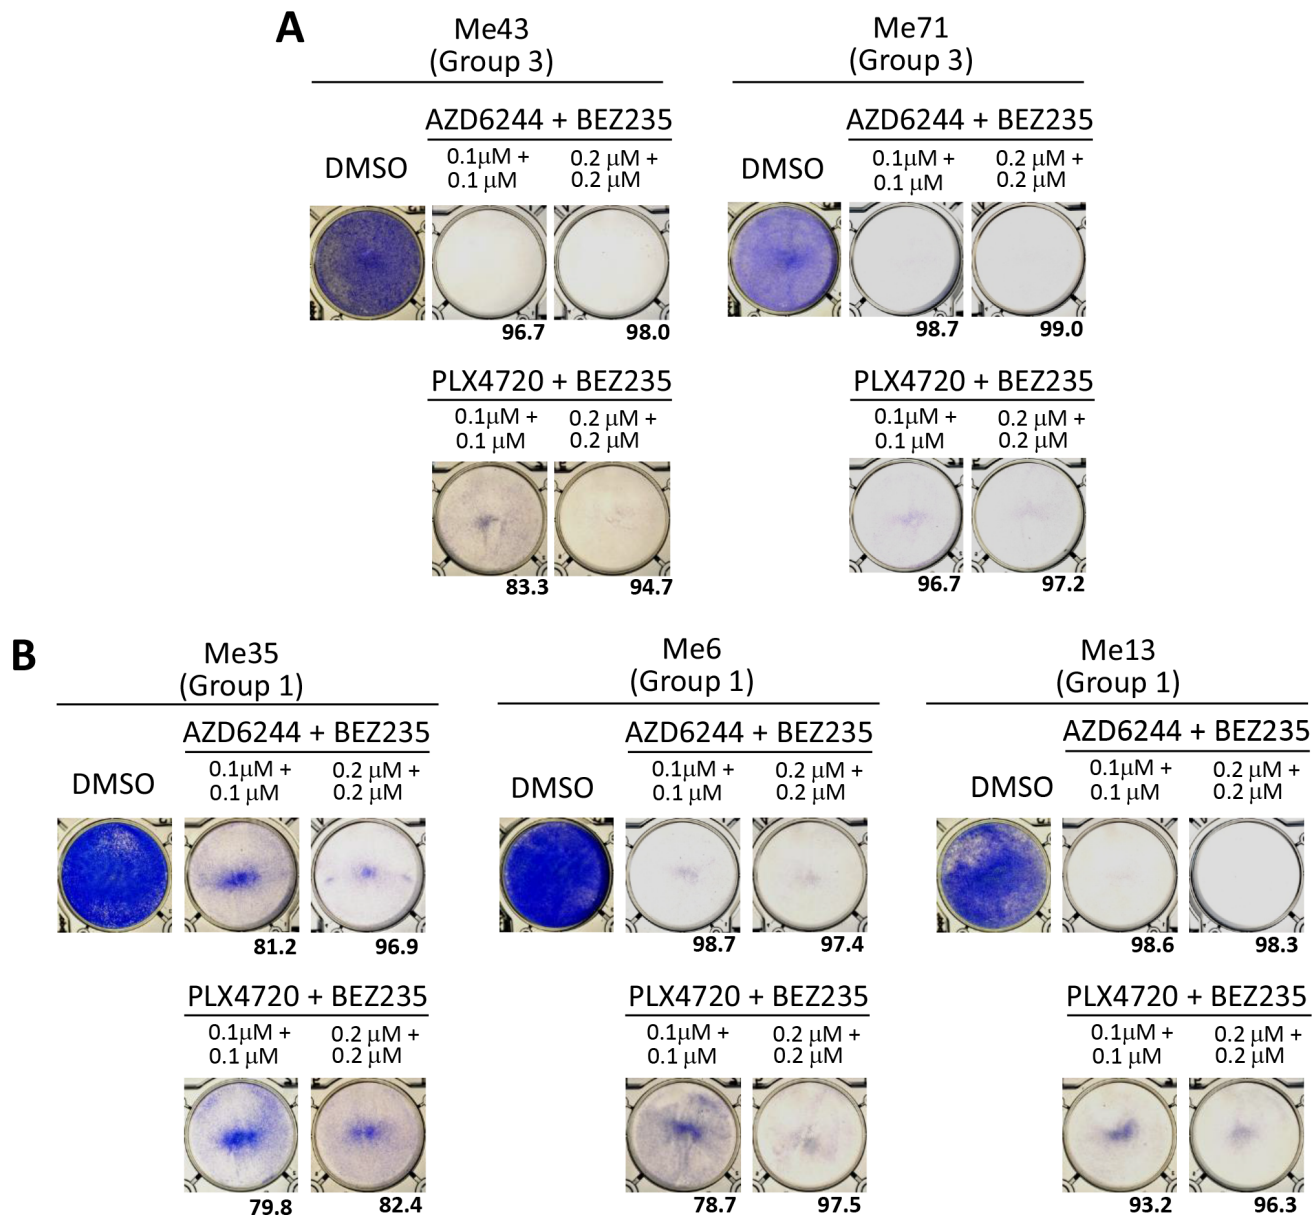 A
Me43
(Group 3)
AZD6244 + BEZ235
DMSO
0.1µM +
0.1 µM
0.2 µM +
0.2 µM
96.7
98.0
PLX4720 + BEZ235
0.1µM +
0.1 µM
0.2 µM +
0.2 µM
83.3
94.7
Me71
(Group 3)
AZD6244 + BEZ235
DMSO
0.1µM +
0.1 µM
0.2 µM +
0.2 µM
98.7
99.0
PLX4720 + BEZ235
0.1µM +
0.1 µM
0.2 µM +
0.2 µM
96.7
97.2
B
Me35
(Group 1)
AZD6244 + BEZ235
DMSO
0.1µM +
0.1 µM
0.2 µM +
0.2 µM
81.2
96.9
PLX4720 + BEZ235
0.1µM +
0.1 µM
0.2 µM +
0.2 µM
79.8
82.4
Me6
(Group 1)
AZD6244 + BEZ235
DMSO
0.1µM +
0.1 µM
0.2 µM +
0.2 µM
98.7
97.4
PLX4720 + BEZ235
0.1µM +
0.1 µM
0.2 µM +
0.2 µM
78.7
97.5
Me13
(Group 1)
AZD6244 + BEZ235
DMSO
0.1µM +
0.1 µM
0.2 µM +
0.2 µM
98.6
98.3
PLX4720 + BEZ235
0.1µM +
0.1 µM
0.2 µM +
0.2 µM
93.2
96.3